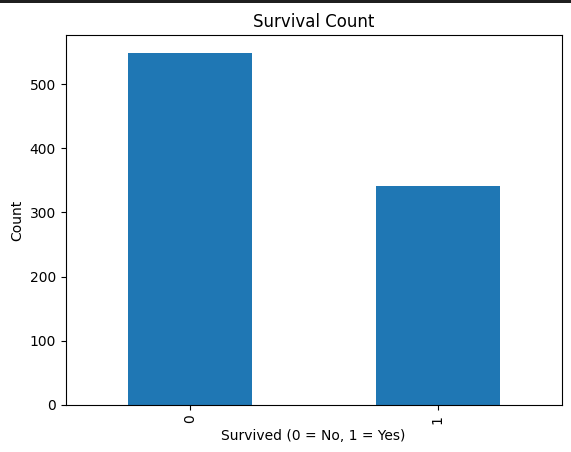 Survival Count
500
400
300
200
100
0
Count
0
1
Survived (0 = No, 1 = Yes)